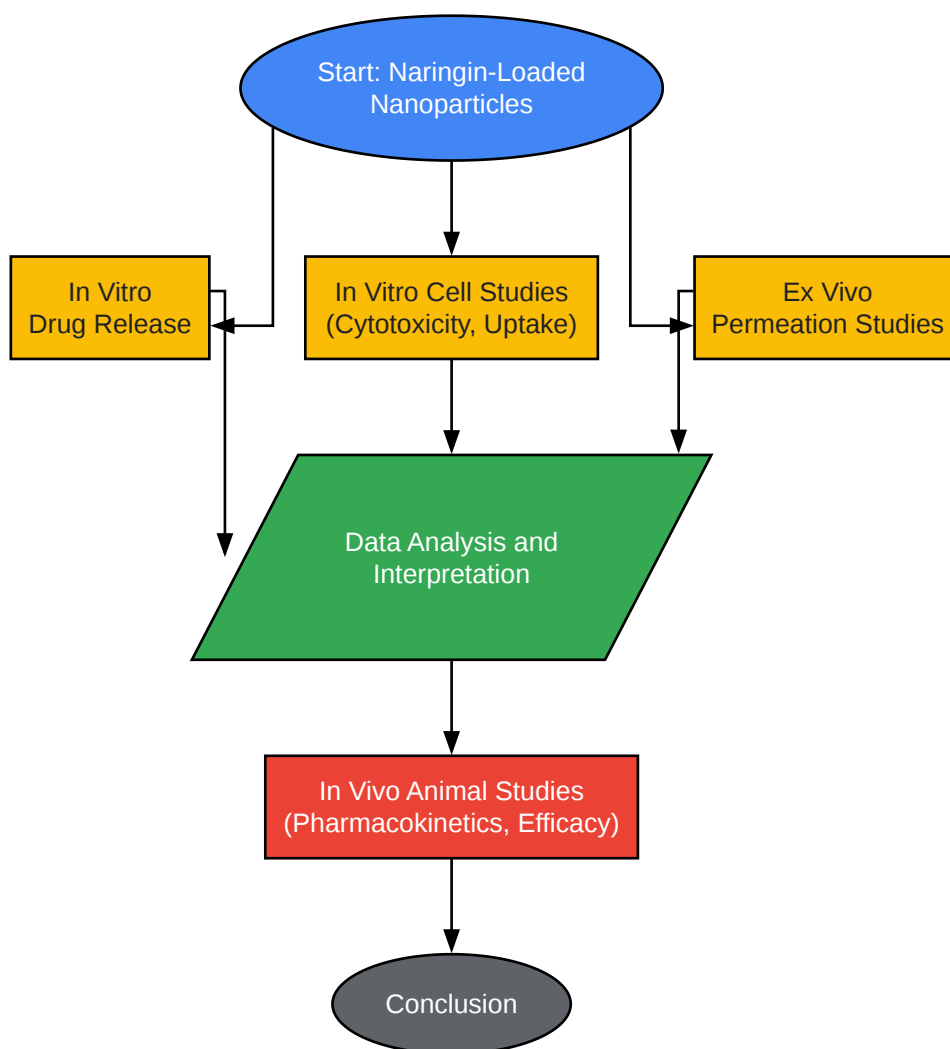 Start: Naringin-Loaded
Nanoparticles
In Vitro
Drug Release
In Vitro Cell Studies
(Cytotoxicity, Uptake)
Ex Vivo
Permeation Studies
Data Analysis and
Interpretation
In Vivo Animal Studies
(Pharmacokinetics, Efficacy)
Conclusion